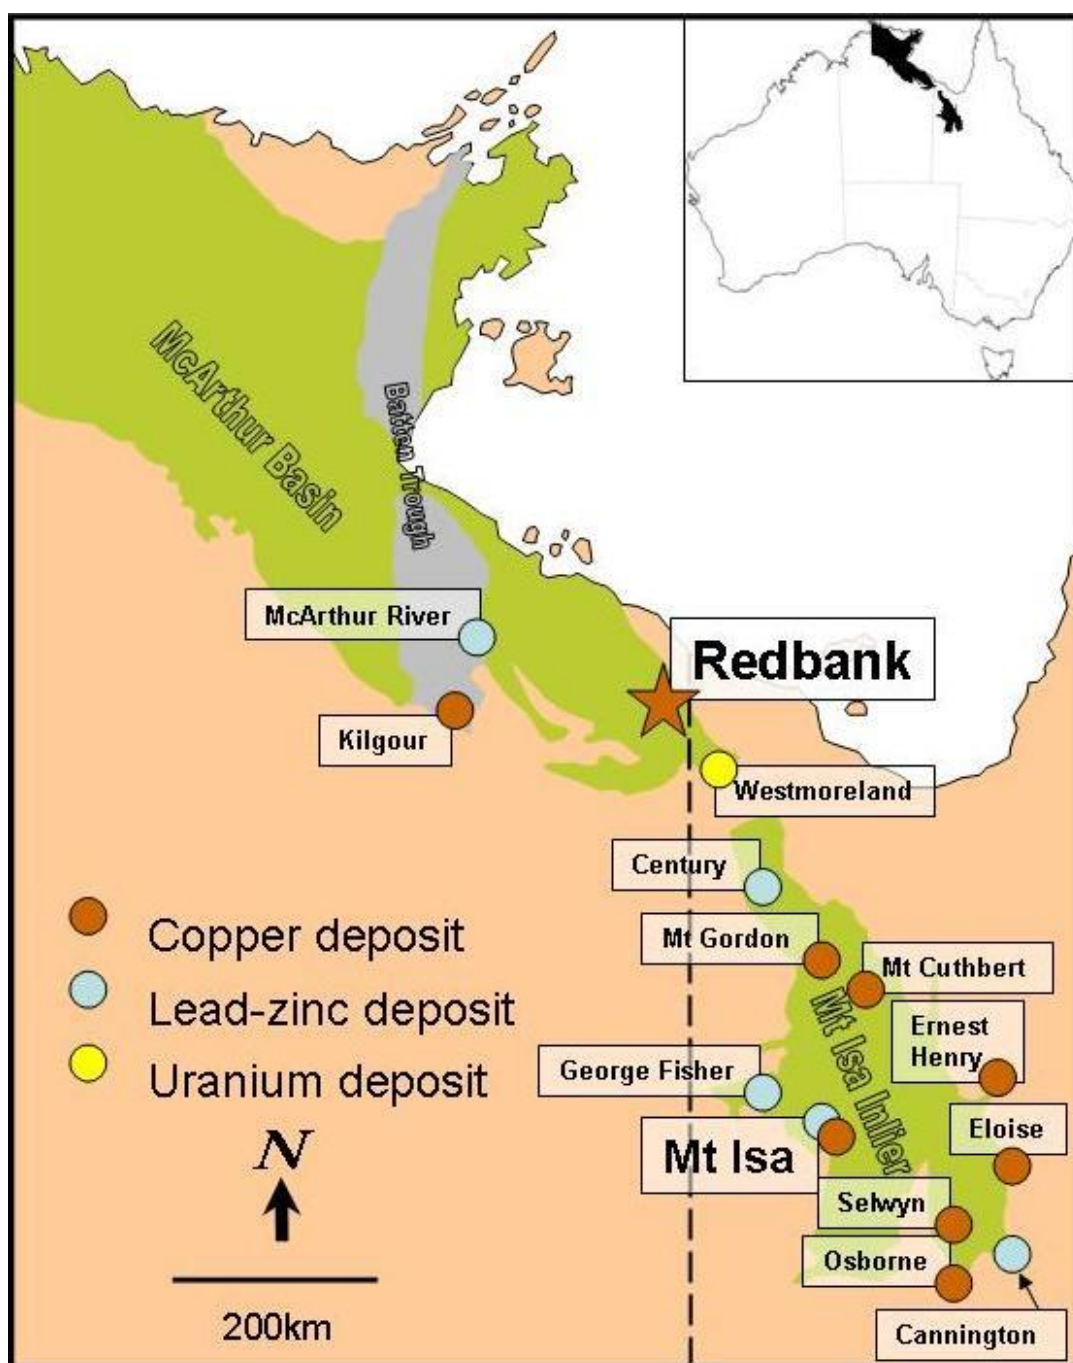 McArthur Basin
Batten Trough
McArthur River
Redbank
Kilgour
Westmoreland
Century
Mt Gordon
Mt Cuthbert
Ernest
Henry
Mt Isa Inlier
George Fisher
Eloise
Mt Isa
Selwyn
Osborne
Cannington
Copper deposit
Lead-zinc deposit
Uranium deposit
N
200km